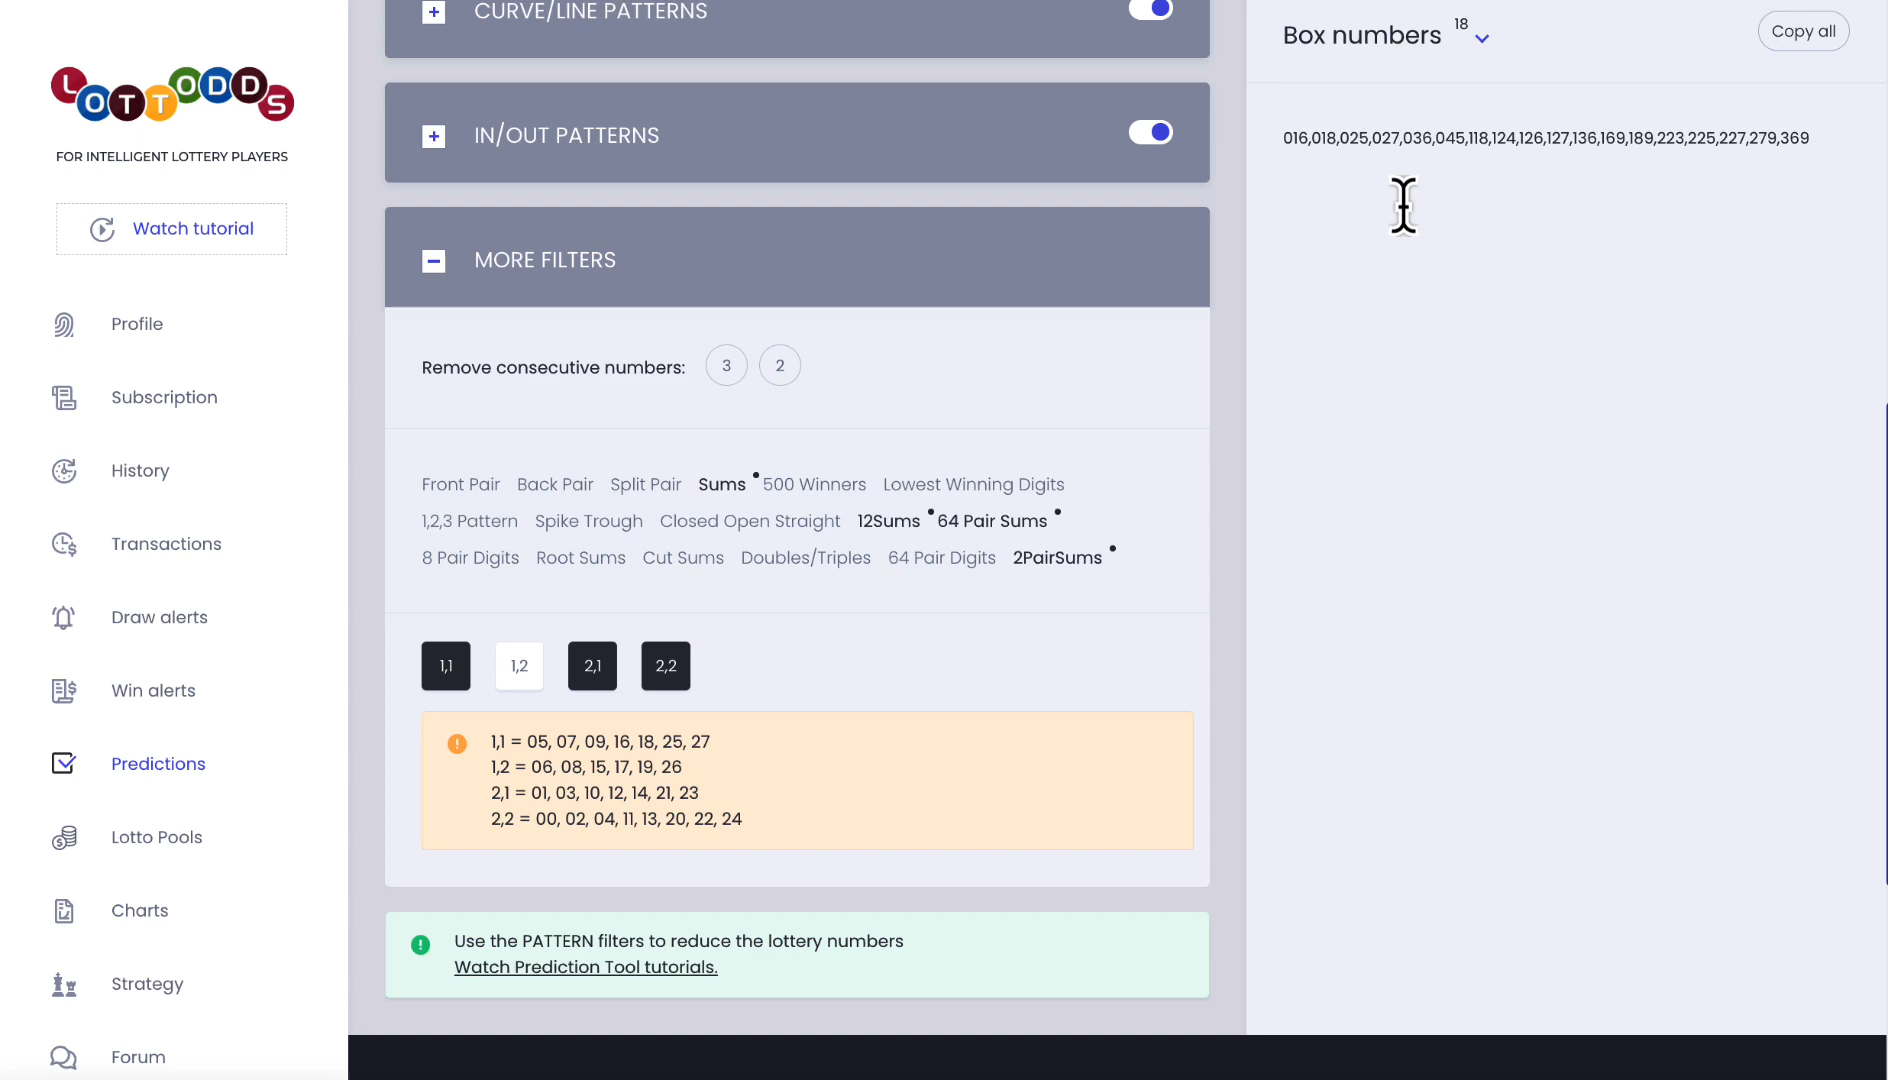 LOTTODDS
FOR INTELLIGENT LOTTERY PLAYERS
Watch tutorial
Profile
Subscription
History
Transactions
Draw alerts
Win alerts
Predictions
Lotto Pools
Charts
Strategy
Forum
CURVE/LINE PATTERNS
IN/OUT PATTERNS
MORE FILTERS
Remove consecutive numbers: 3 2
Front Pair Back Pair Split Pair Sums 500 Winners Lowest Winning Digits
1,2,3 Pattern Spike Trough Closed Open Straight 12Sums 64 Pair Sums
8 Pair Digits Root Sums Cut Sums Doubles/Triples 64 Pair Digits 2PairSums
1,1 1,2 2,1 2,2
1,1 = 05, 07, 09, 16, 18, 25, 27
1,2 = 06, 08, 15, 17, 19, 26
2,1 = 01, 03, 10, 12, 14, 21, 23
2,2 = 00, 02, 04, 11, 13, 20, 22, 24
Use the PATTERN filters to reduce the lottery numbers
Watch Prediction Tool tutorials.
Box numbers 18
Copy all
016,018,025,027,036,045,118,124,126,127,136,169,189,223,225,227,279,369